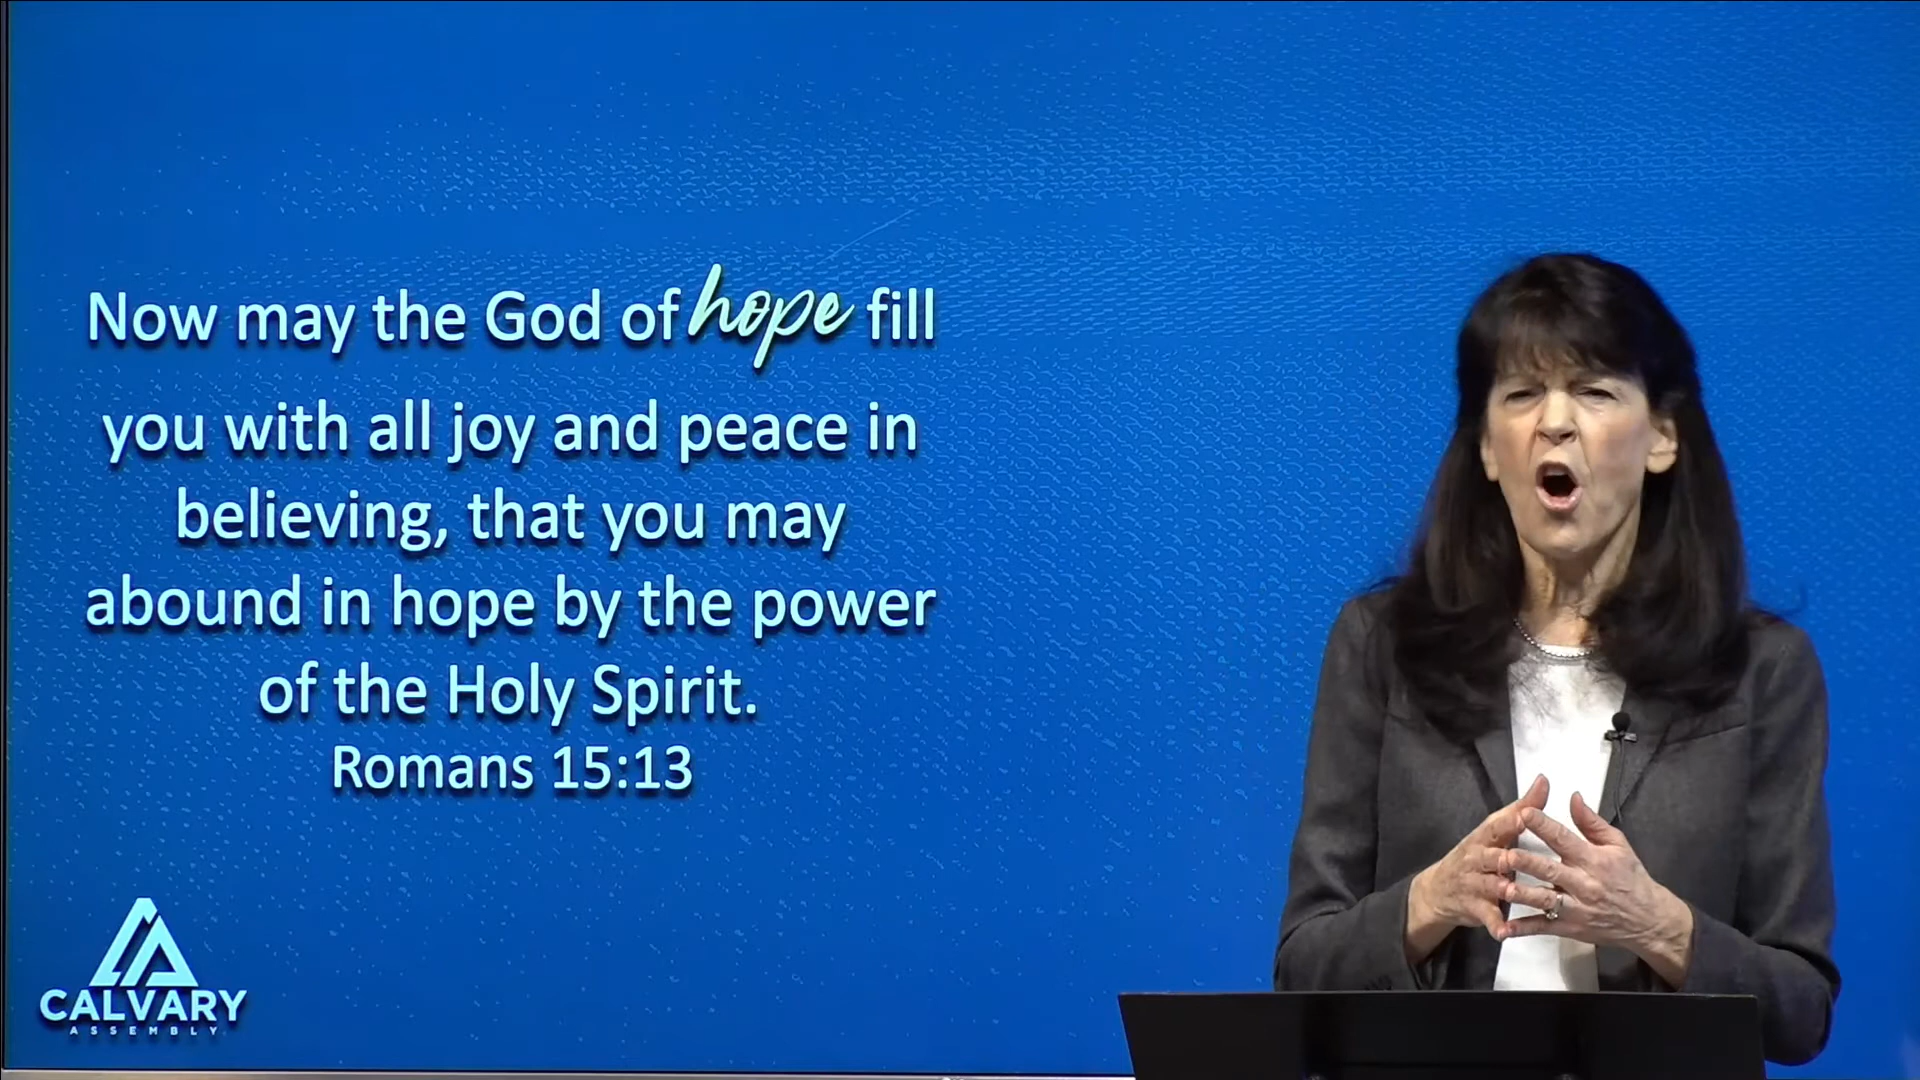 Now may the God of hope fill
you with all joy and peace in
believing, that you may
abound in hope by the power
of the Holy Spirit.
Romans 15:13
CALVARY
ASSEMBLY